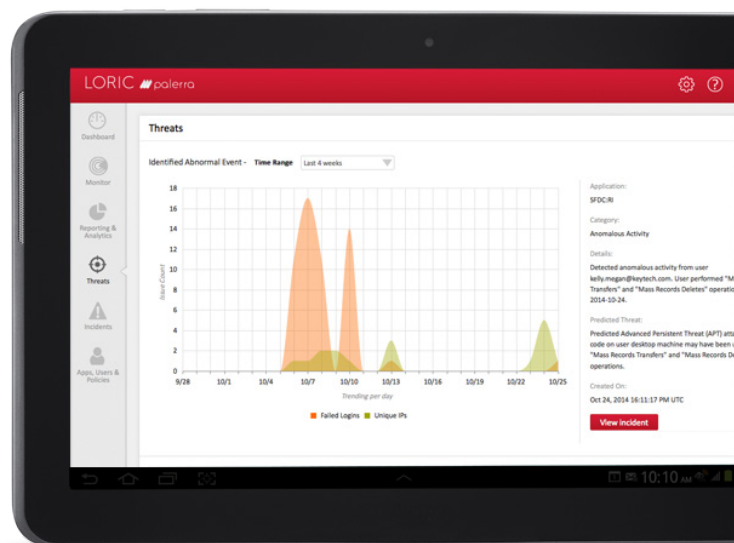 LORIC palerra
Dashboard
Monitor
Reporting &
Analytics
Threats
Incidents
Apps, Users &
Policies
Threats
Identified Abnormal Event - Time Range Last 4 weeks
18
16
14
12
10
8
6
4
2
0
Issue Count
9/28 10/1 10/4 10/7 10/10 10/13 10/16 10/19 10/22 10/25
Trending per day
Failed Logins Unique IPs
Application:
SFDC:RI
Category:
Anomalous Activity
Details:
Detected anomalous activity from user
kelly.megan@keytech.com. User performed "M
Transfers" and "Mass Records Deletes" operatio
2014-10-24.
Predicted Threat:
Predicted Advanced Persistent Threat (APT) atta
code on user desktop machine may have been u
"Mass Records Transfers" and "Mass Records De
operations.
Created On:
Oct 24, 2014 16:11:17 PM UTC
View incident
10:10 AM